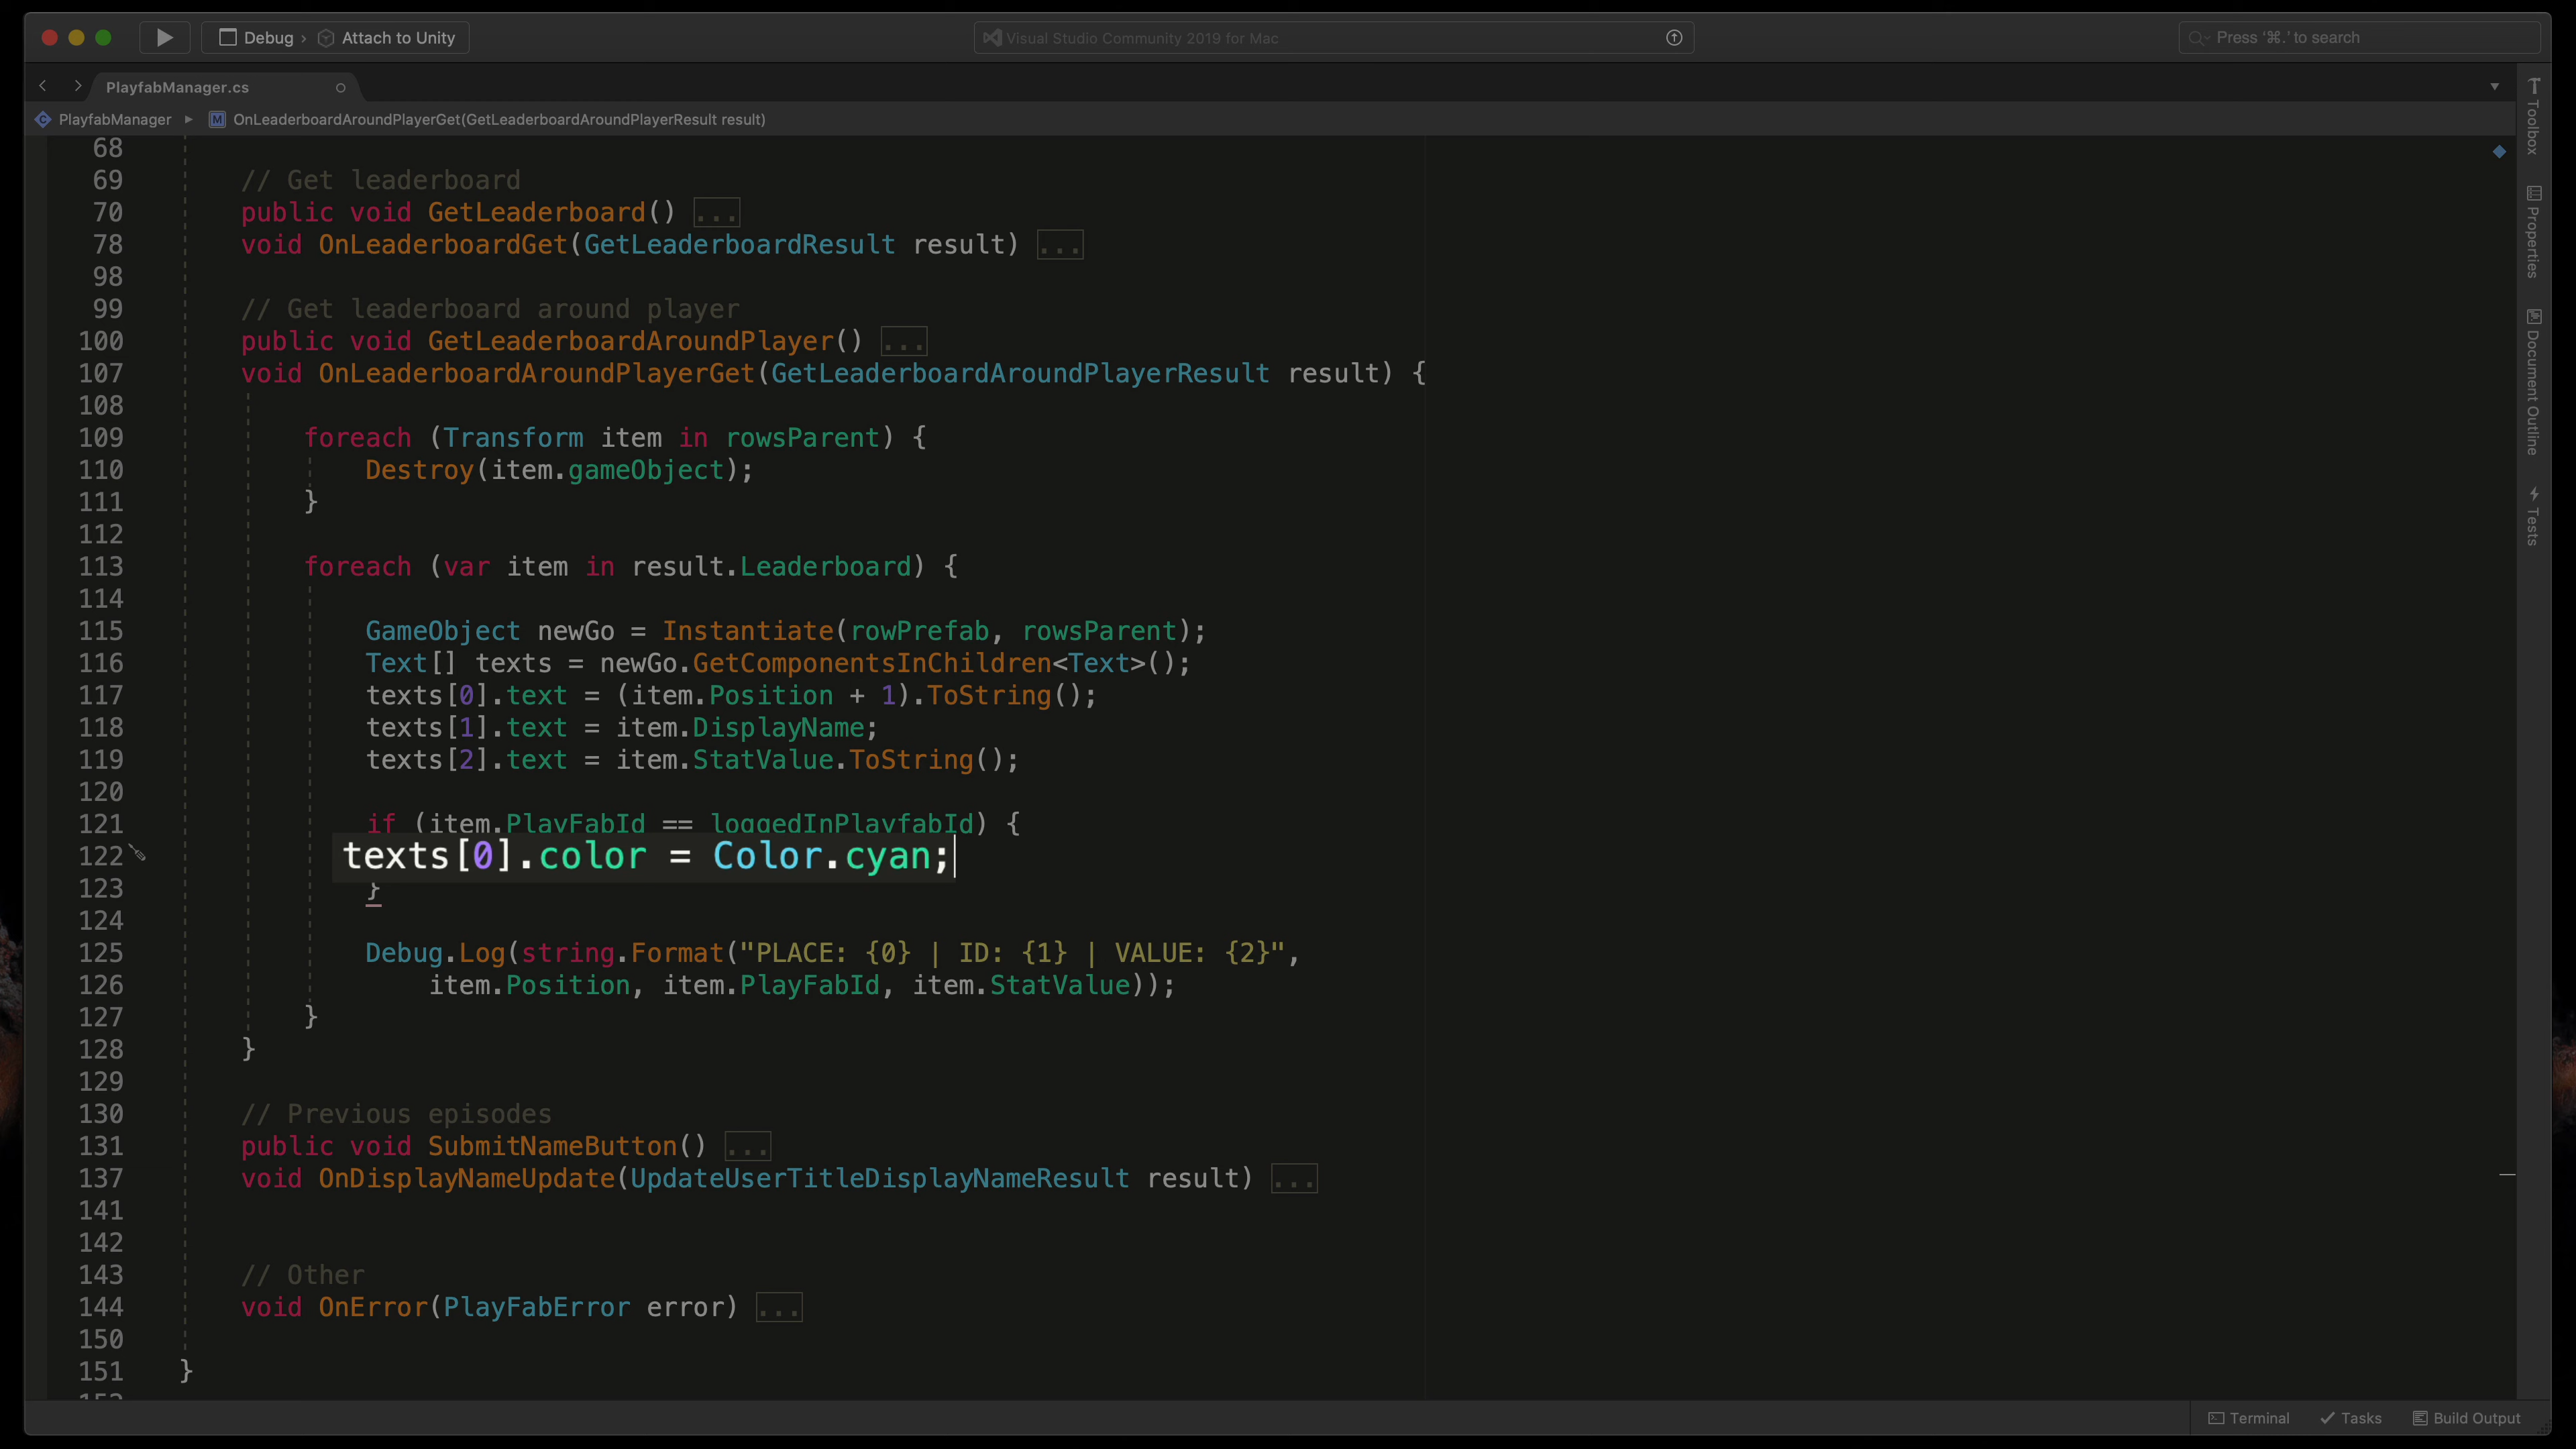 Debug › Attach to Unity
Visual Studio Community 2019 for Mac
Press ‘⌘.’ to search
PlayfabManager.cs
PlayfabManager ▸ M OnLeaderboardAroundPlayerGet(GetLeaderboardAroundPlayerResult result)
68
69 // Get leaderboard
70 public void GetLeaderboard() ...
78 void OnLeaderboardGet(GetLeaderboardResult result) ...
98
99 // Get leaderboard around player
100 public void GetLeaderboardAroundPlayer() ...
107 void OnLeaderboardAroundPlayerGet(GetLeaderboardAroundPlayerResult result) {
108
109 foreach (Transform item in rowsParent) {
110 Destroy(item.gameObject);
111 }
112
113 foreach (var item in result.Leaderboard) {
114
115 GameObject newGo = Instantiate(rowPrefab, rowsParent);
116 Text[] texts = newGo.GetComponentsInChildren<Text>();
117 texts[0].text = (item.Position + 1).ToString();
118 texts[1].text = item.DisplayName;
119 texts[2].text = item.StatValue.ToString();
120
121 if (item.PlayFabId == loggedInPlayfabId) {
122 texts[0].color = Color.cyan;
123 }
124
125 Debug.Log(string.Format("PLACE: {0} | ID: {1} | VALUE: {2}",
126 item.Position, item.PlayFabId, item.StatValue));
127 }
128 }
129
130 // Previous episodes
131 public void SubmitNameButton() ...
137 void OnDisplayNameUpdate(UpdateUserTitleDisplayNameResult result) ...
141
142
143 // Other
144 void OnError(PlayFabError error) ...
150
151 }
Toolbox
Properties
Document Outline
Tests
Terminal
Tasks
Build Output